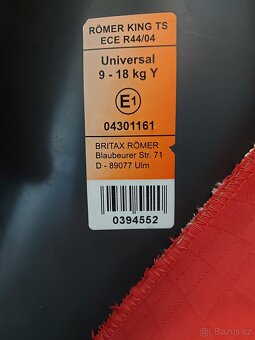 RÖMER KING TS
ECE R44/04
Universal
9 - 18 kg Y
E1
04301161
BRITAX RÖMER
Blaubeurer Str. 71
D - 89077 Ulm
0394552
Bazoš.cz